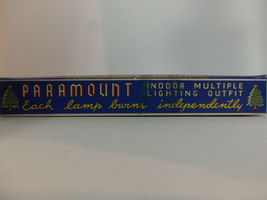 PARAMOUNT INDOOR MULTIPLE
LIGHTING OUTFIT
Each lamp burns independently